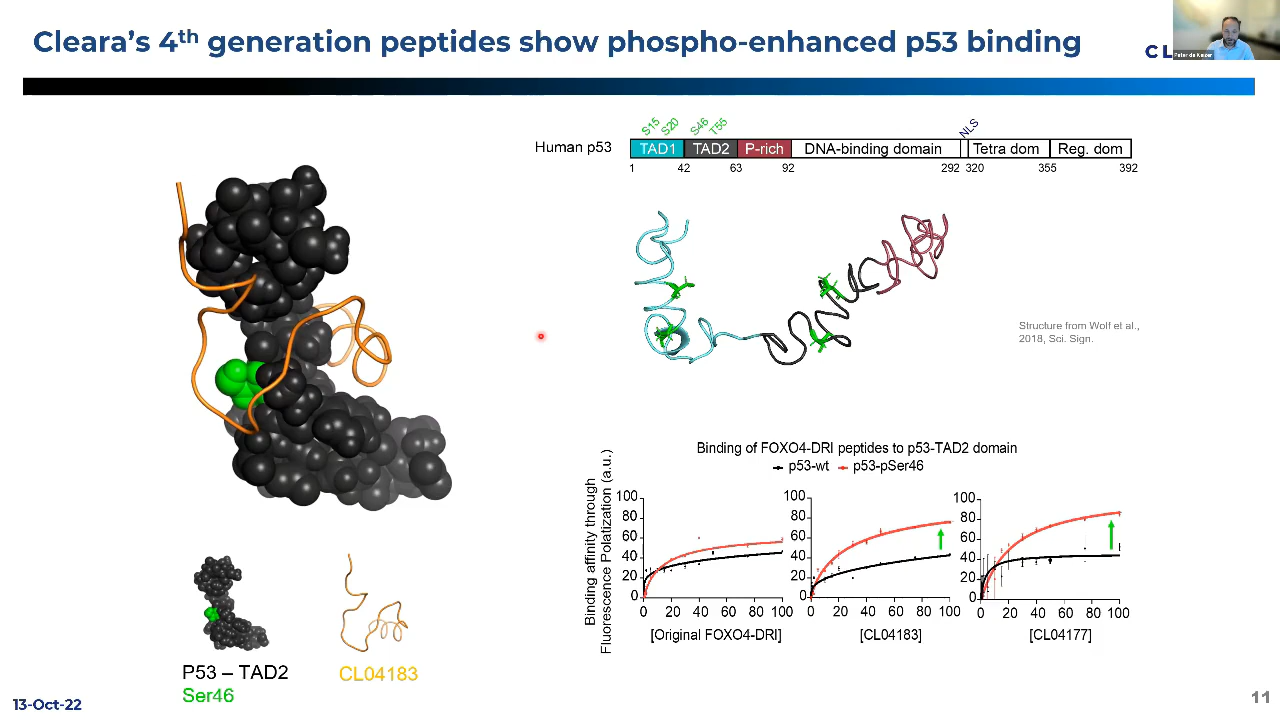 Cleara's 4th generation peptides show phospho-enhanced p53 binding
CL
Peter de Keizer
S15
S20
S46
T55
NLS
Human p53
TAD1
TAD2
P-rich
DNA-binding domain
Tetra dom
Reg. dom
1
42
63
92
292
320
355
392
Structure from Wolf et al.,
2018, Sci. Sign.
Binding of FOXO4-DRI peptides to p53-TAD2 domain
p53-wt
p53-pSer46
Binding affinity through
Fluorescence Polatization (a.u.)
100
80
60
40
20
0
0 20 40 60 80 100
[Original FOXO4-DRI]
100
80
60
40
20
0
0 20 40 60 80 100
[CL04183]
100
80
60
40
20
0
0 20 40 60 80 100
[CL04177]
P53 – TAD2
Ser46
CL04183
13-Oct-22
11